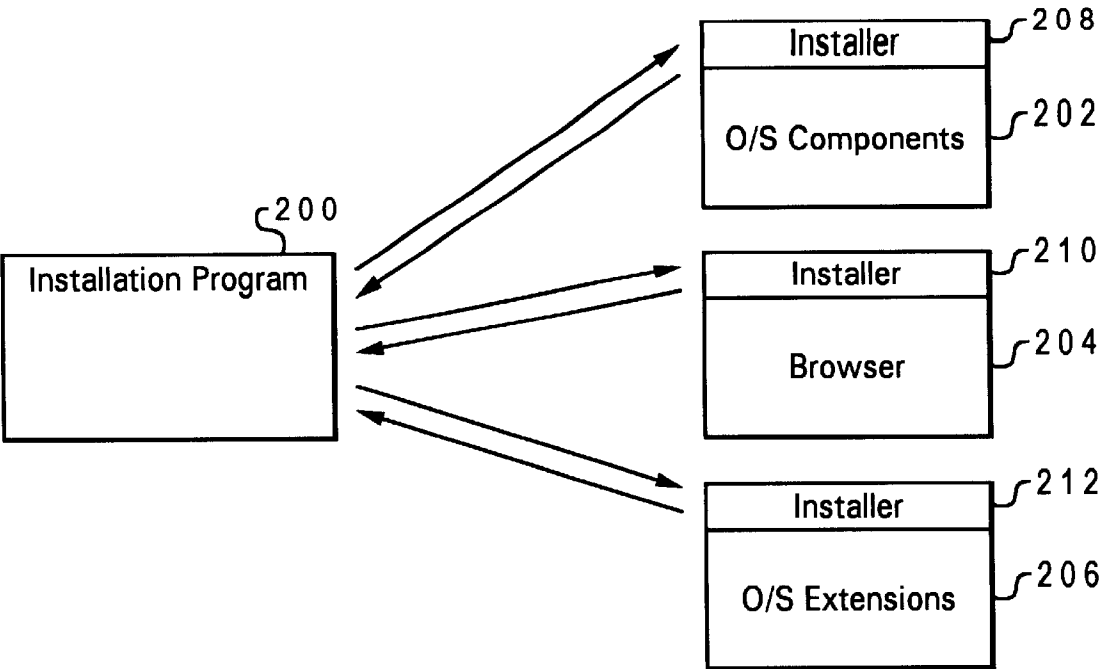 Installer
208
O/S Components
202
200
Installation Program
Installer
210
Browser
204
Installer
212
O/S Extensions
206